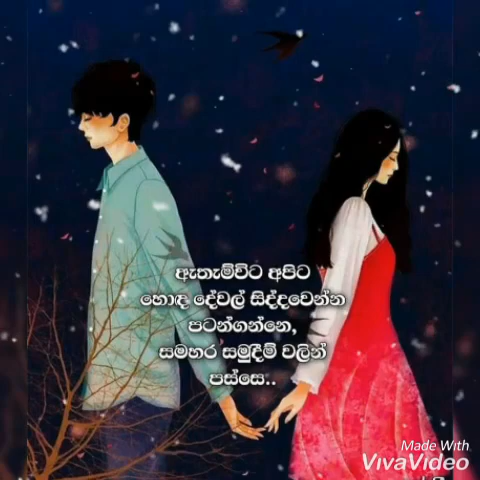 ඇතැම්විට අපිට
හොඳ දේවල් සිද්දවෙන්න
පටන්ගන්නෙ,
සමහර සමුදීම් වලින්
පස්සෙ..
Made With
VivaVideo